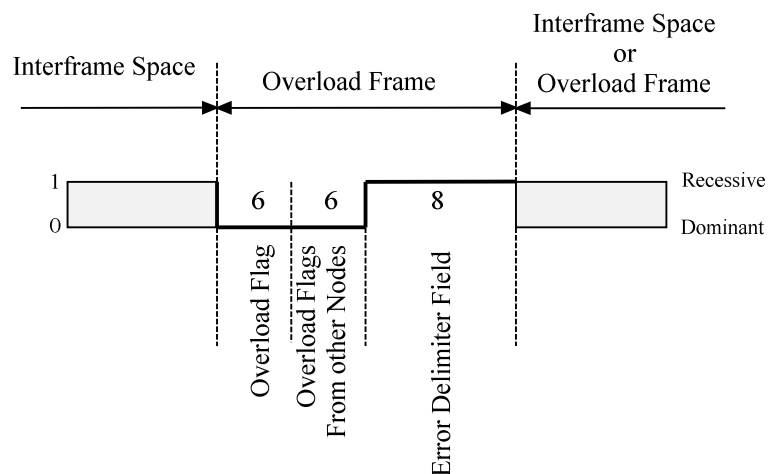 Interframe Space
or
Overload Frame
Interframe Space
Overload Frame
1
6
6
8
Recessive
0
Dominant
Overload Flag
Overload Flags
From other Nodes
Error Delimiter Field